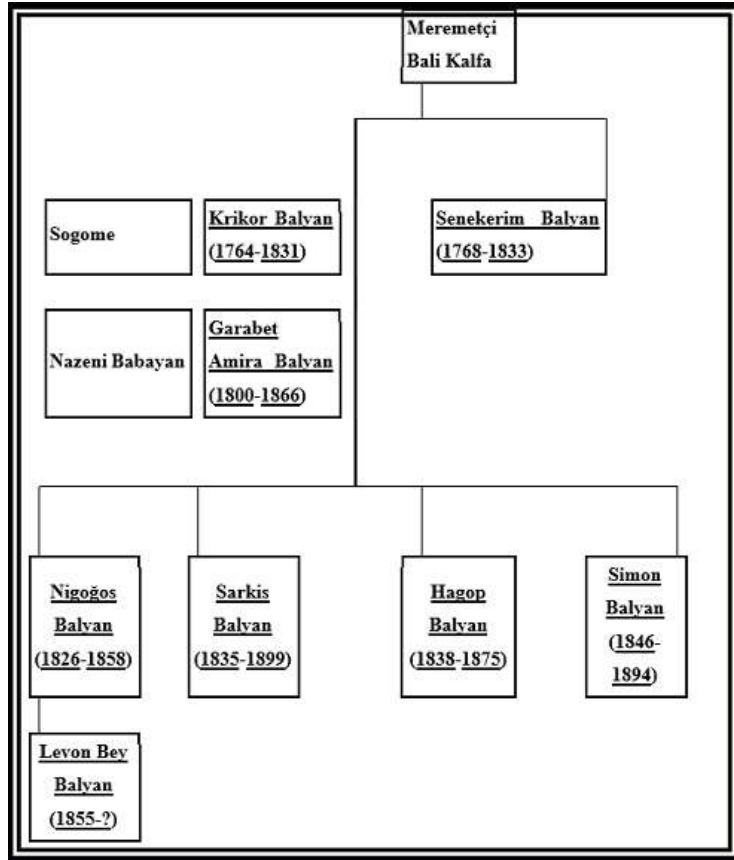 Meremetçi
Bali Kalfa
Sogome
Krikor Balyan
(1764-1831)
Senekerim Balyan
(1768-1833)
Nazeni Babayan
Garabet
Amira Balyan
(1800-1866)
Nigoğos
Balyan
(1826-1858)
Sarkis
Balyan
(1835-1899)
Hagop
Balyan
(1838-1875)
Simon
Balyan
(1846-
1894)
Levon Bey
Balyan
(1855-?)